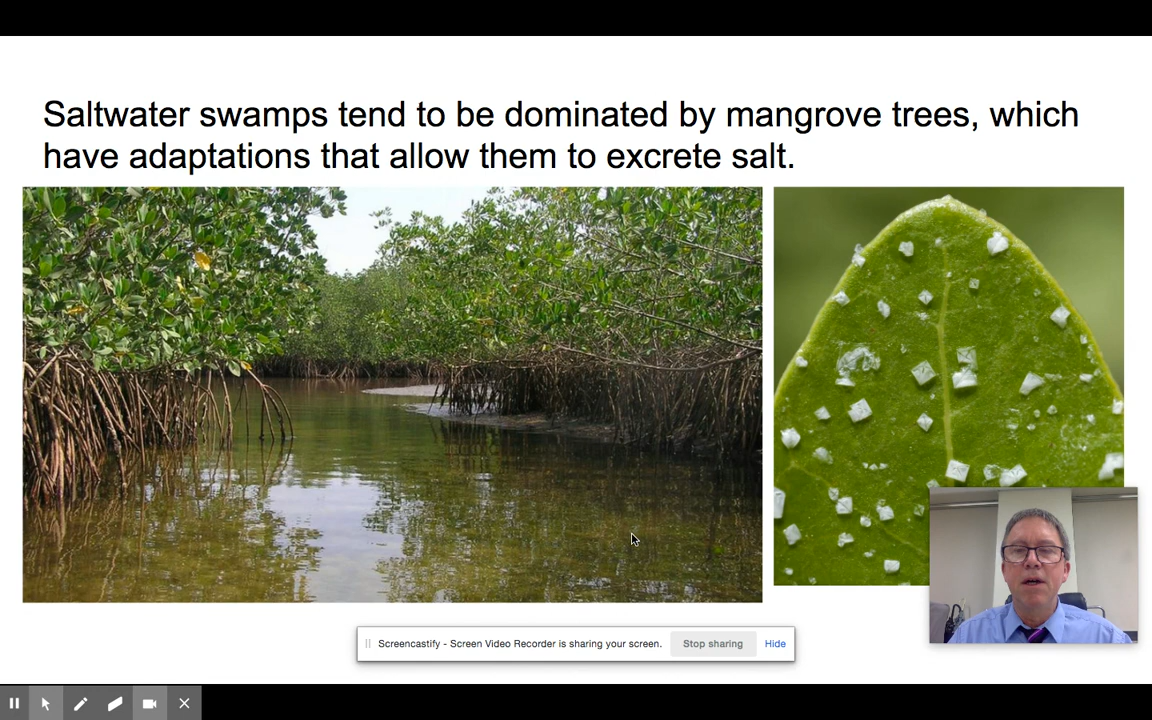 Saltwater swamps tend to be dominated by mangrove trees, which
have adaptations that allow them to excrete salt.
Screencastify - Screen Video Recorder is sharing your screen. Stop sharing Hide